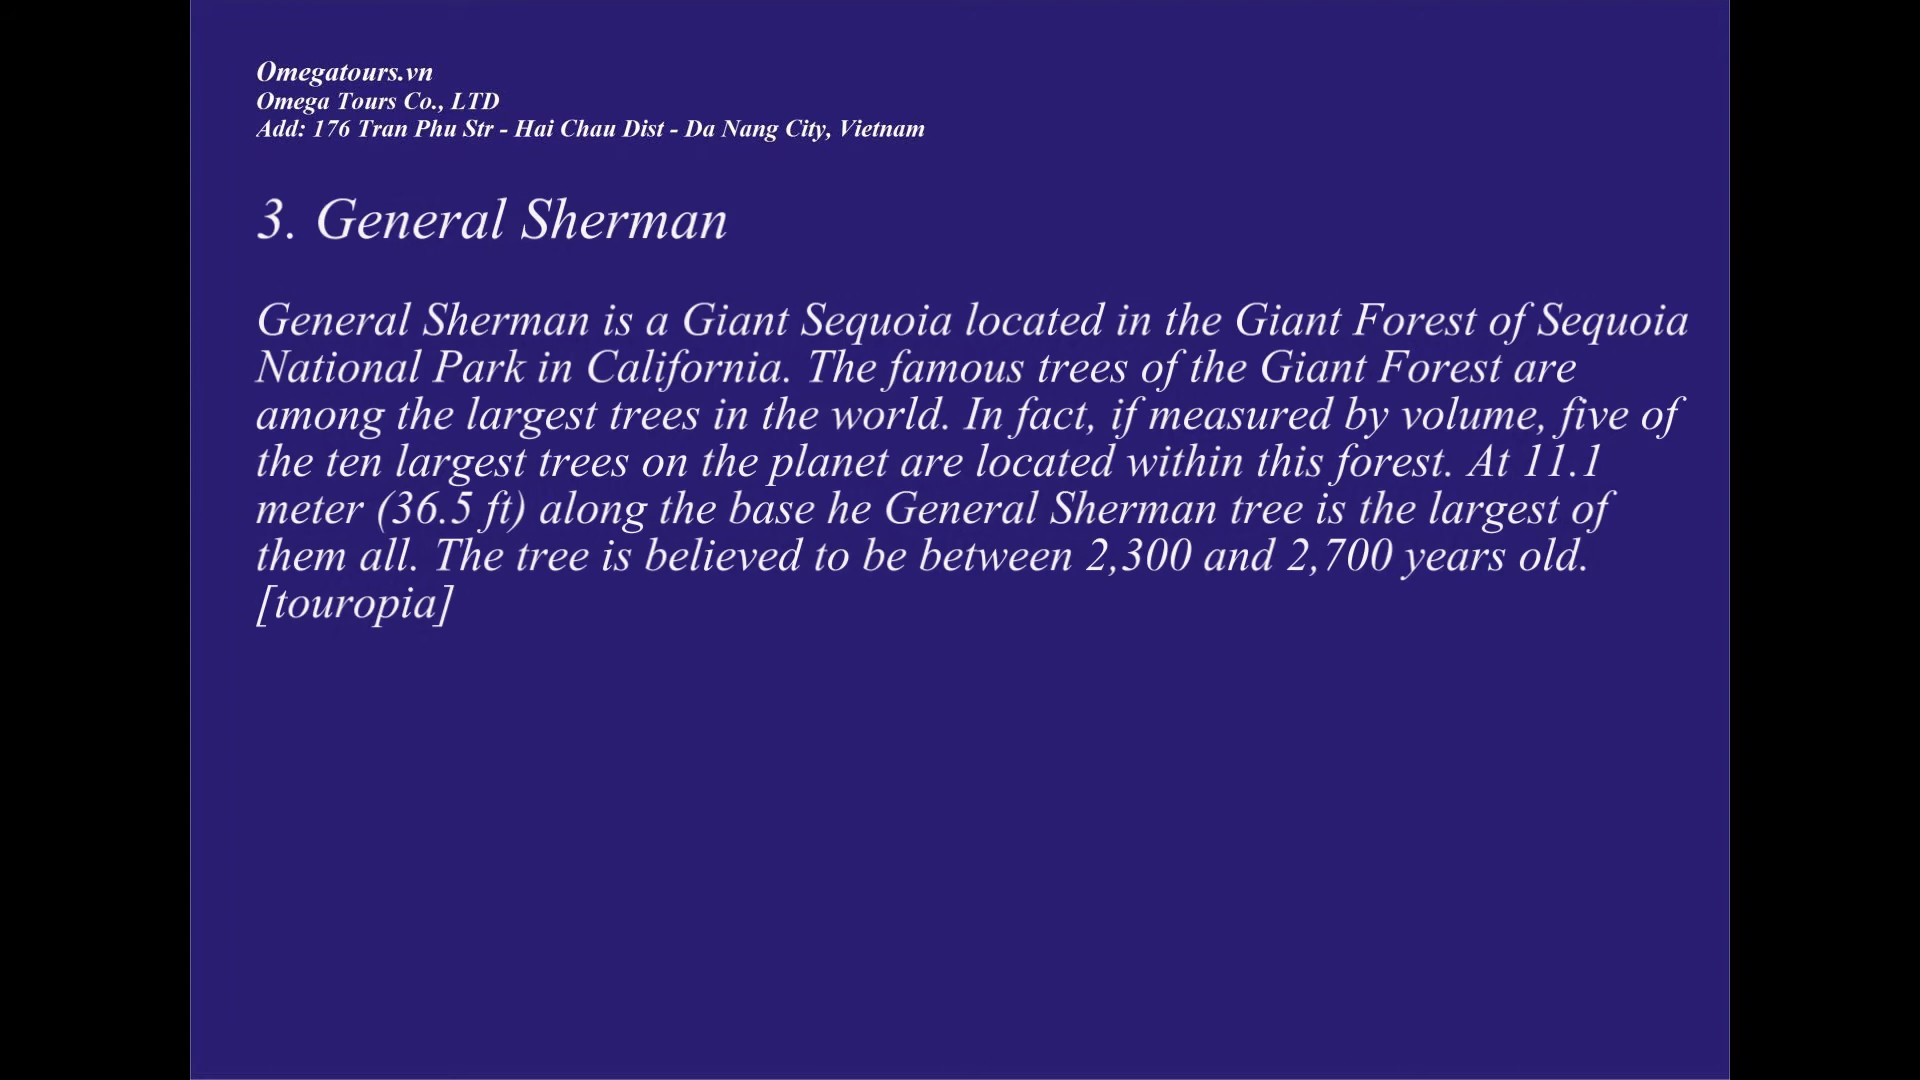 Omegatours.vn
Omega Tours Co., LTD
Add: 176 Tran Phu Str - Hai Chau Dist - Da Nang City, Vietnam
3. General Sherman
General Sherman is a Giant Sequoia located in the Giant Forest of Sequoia
National Park in California. The famous trees of the Giant Forest are
among the largest trees in the world. In fact, if measured by volume, five of
the ten largest trees on the planet are located within this forest. At 11.1
meter (36.5 ft) along the base he General Sherman tree is the largest of
them all. The tree is believed to be between 2,300 and 2,700 years old.
[touropia]